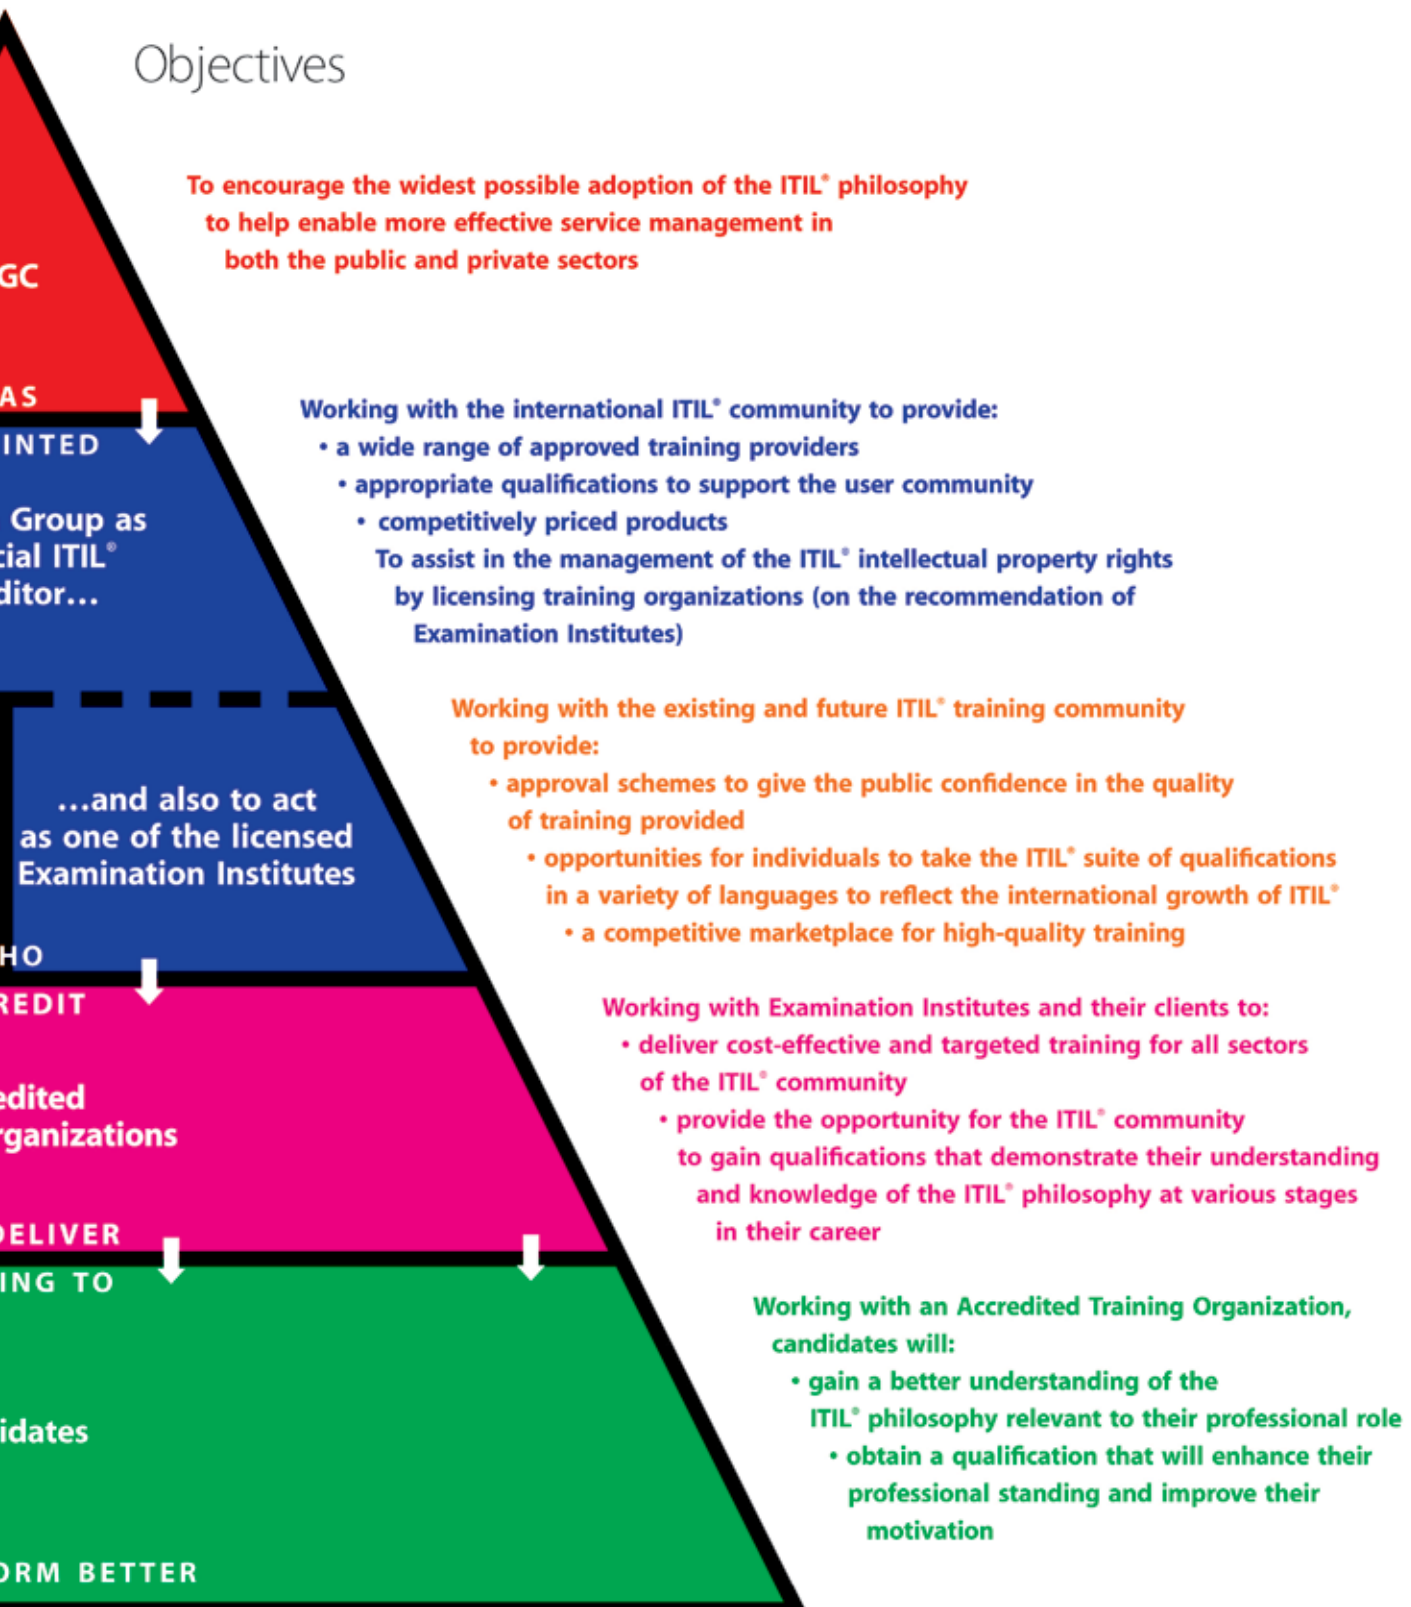 Objectives
To encourage the widest possible adoption of the ITIL® philosophy
to help enable more effective service management in
both the public and private sectors
GC
AS
INTED
Group as
cial ITIL®
ditor...
...and also to act
as one of the licensed
Examination Institutes
HO
REDIT
edited
rganizations
DELIVER
ING TO
idates
ORM BETTER
Working with the international ITIL® community to provide:
• a wide range of approved training providers
• appropriate qualifications to support the user community
• competitively priced products
To assist in the management of the ITIL® intellectual property rights
by licensing training organizations (on the recommendation of
Examination Institutes)
Working with the existing and future ITIL® training community
to provide:
• approval schemes to give the public confidence in the quality
of training provided
• opportunities for individuals to take the ITIL® suite of qualifications
in a variety of languages to reflect the international growth of ITIL®
• a competitive marketplace for high-quality training
Working with Examination Institutes and their clients to:
• deliver cost-effective and targeted training for all sectors
of the ITIL® community
• provide the opportunity for the ITIL® community
to gain qualifications that demonstrate their understanding
and knowledge of the ITIL® philosophy at various stages
in their career
Working with an Accredited Training Organization,
candidates will:
• gain a better understanding of the
ITIL® philosophy relevant to their professional role
• obtain a qualification that will enhance their
professional standing and improve their
motivation